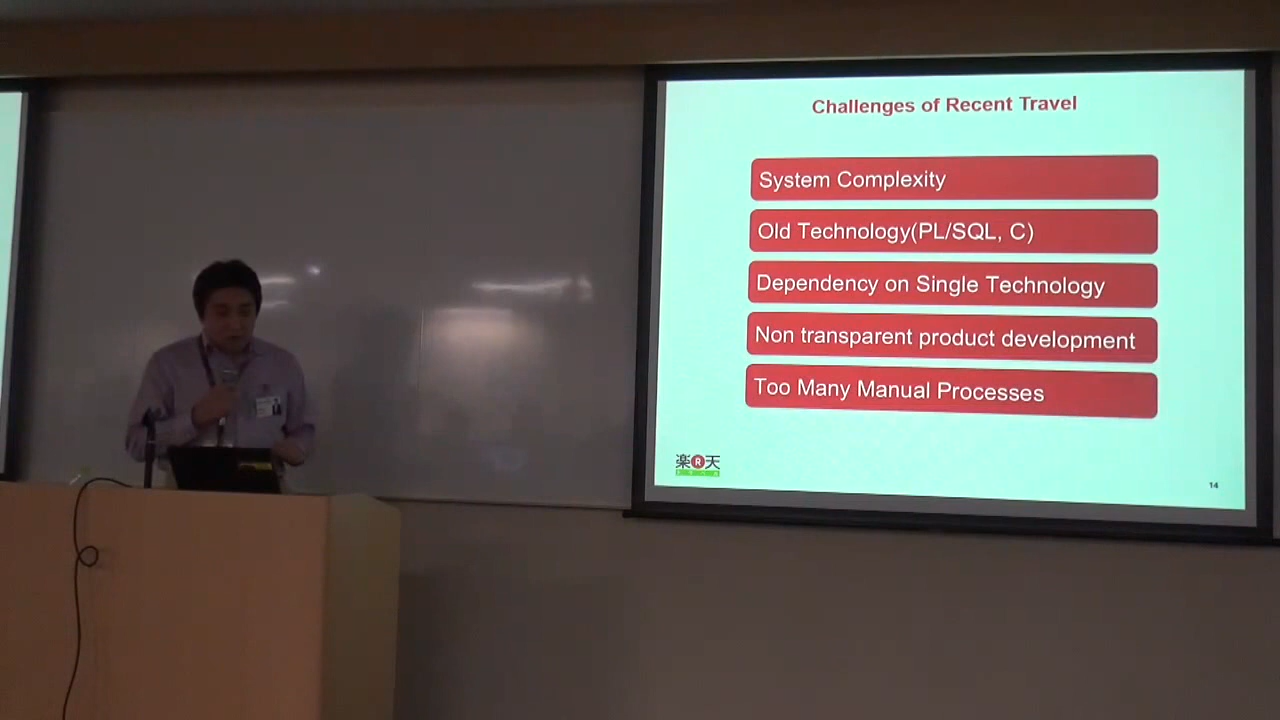 Challenges of Recent Travel
System Complexity
Old Technology(PL/SQL, C)
Dependency on Single Technology
Non transparent product development
Too Many Manual Processes
楽R天
14